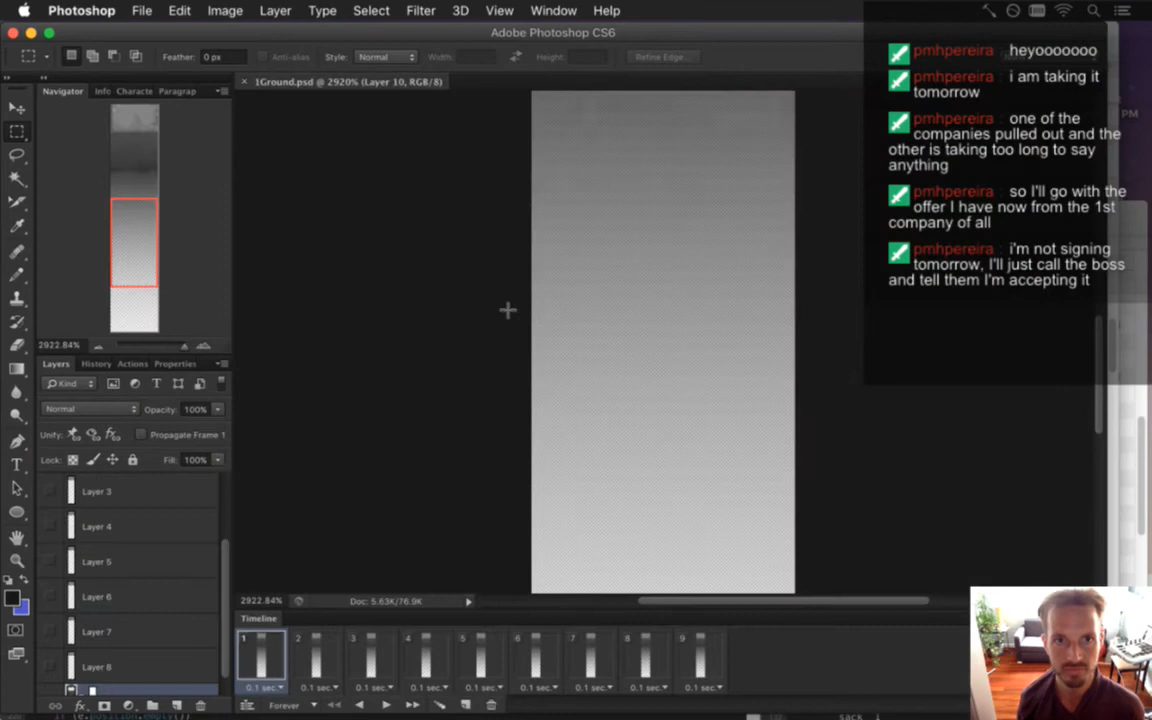 Photoshop File Edit Image Layer Type Select Filter 3D View Window Help
Adobe Photoshop CS6
Feather: 0 px Anti-alias Style: Normal Width: Height: Refine Edge...
Navigator Info Characte Paragrap
× 1Ground.psd @ 2920% (Layer 10, RGB/8)
2922.84%
Layers History Actions Properties
Kind
Normal Opacity: 100%
Unify: Propagate Frame 1
Lock: Fill: 100%
Layer 3
Layer 4
Layer 5
Layer 6
Layer 7
Layer 8
fx
2922.84% Doc: 5.63K/76.9K
Timeline
1 2 3 4 5 6 7 8 9
0.1 sec. 0.1 sec. 0.1 sec. 0.1 sec. 0.1 sec. 0.1 sec. 0.1 sec. 0.1 sec. 0.1 sec.
Forever
pmhpereira : heyooooooo
pmhpereira : i am taking it
tomorrow
pmhpereira : one of the
companies pulled out and the
other is taking too long to say
anything
pmhpereira : so I'll go with the
offer I have now from the 1st
company of all
pmhpereira : i'm not signing
tomorrow, I'll just call the boss
and tell them I'm accepting it
PM